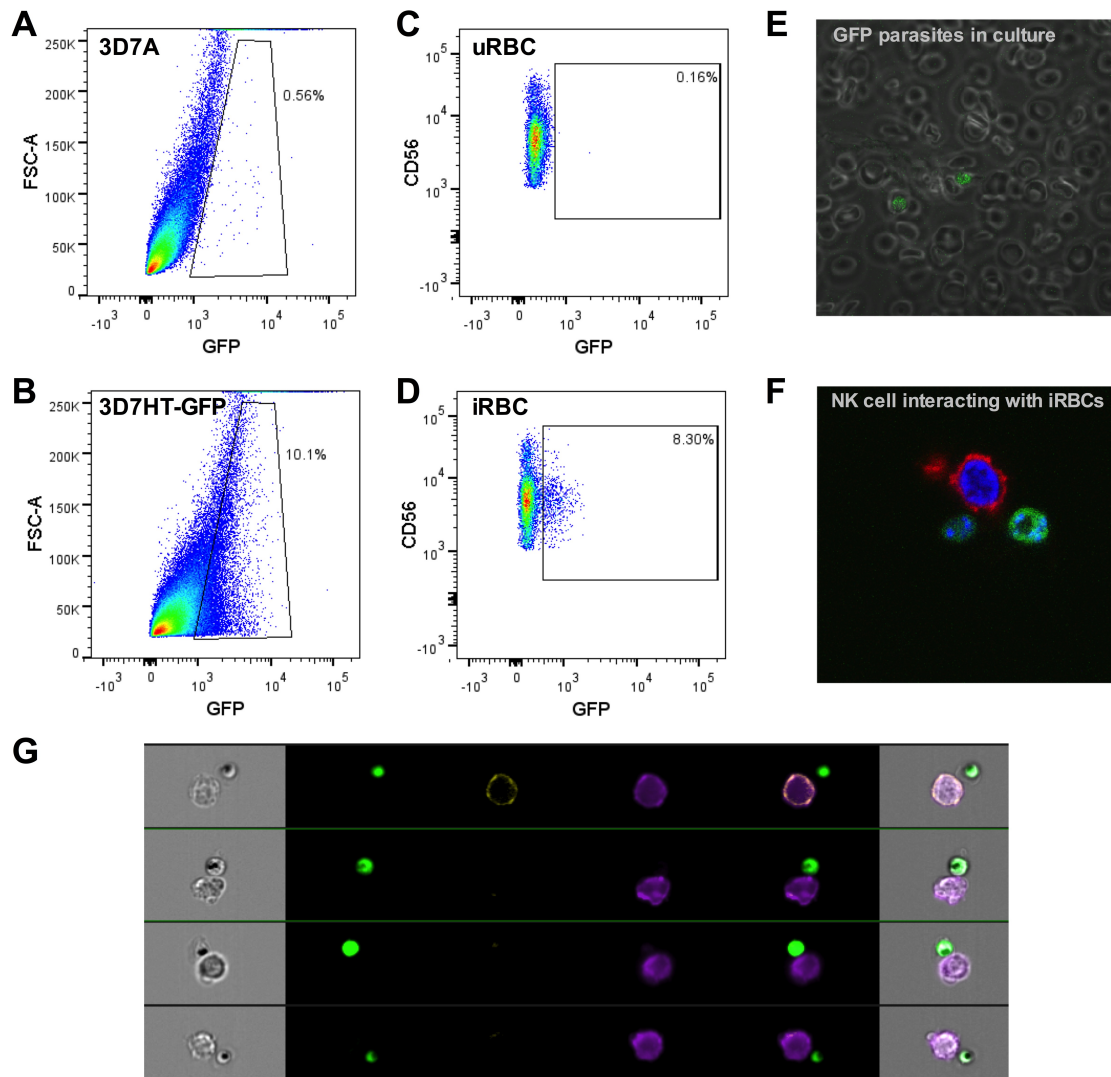 A
3D7A
250K
200K
150K
100K
50K
0
FSC-A
0.56%
-10³ 0 10³ 10⁴ 10⁵
GFP
B
3D7HT-GFP
250K
200K
150K
100K
50K
0
FSC-A
10.1%
-10³ 0 10³ 10⁴ 10⁵
GFP
C
uRBC
10⁵
10⁴
10³
-10³
CD56
0.16%
-10³ 0 10³ 10⁴ 10⁵
GFP
D
iRBC
10⁵
10⁴
10³
-10³
CD56
8.30%
-10³ 0 10³ 10⁴ 10⁵
GFP
E
GFP parasites in culture
F
NK cell interacting with iRBCs
G